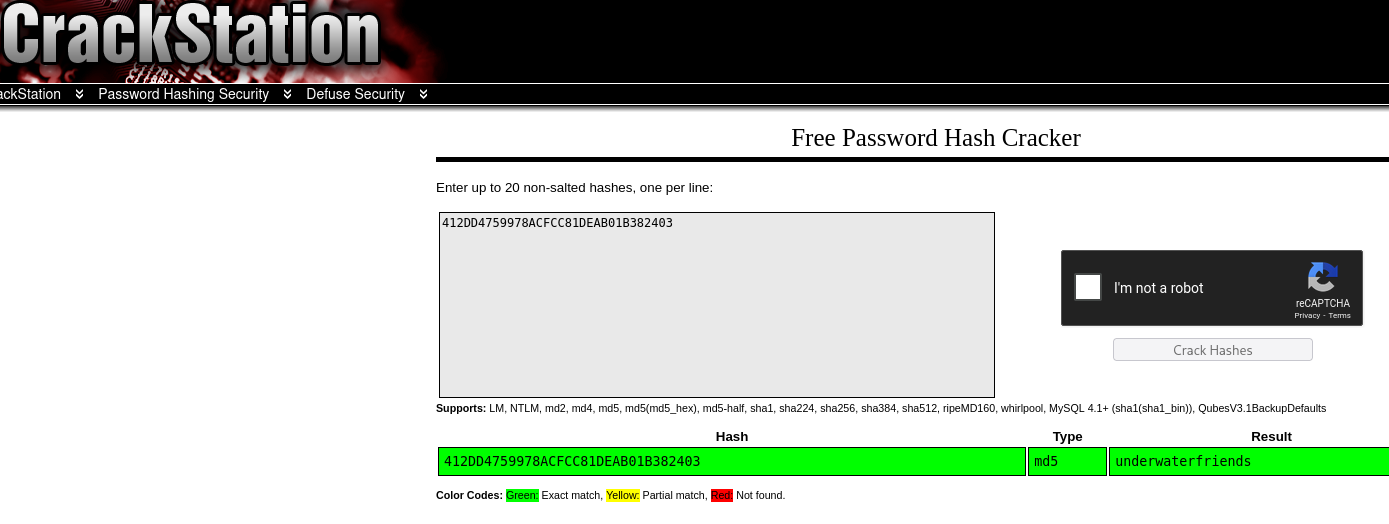 CrackStation
ackStation Password Hashing Security Defuse Security
Free Password Hash Cracker
Enter up to 20 non-salted hashes, one per line:
412DD4759978ACFCC81DEAB01B382403
I'm not a robot
reCAPTCHA
Privacy - Terms
Crack Hashes
Supports: LM, NTLM, md2, md4, md5, md5(md5_hex), md5-half, sha1, sha224, sha256, sha384, sha512, ripeMD160, whirlpool, MySQL 4.1+ (sha1(sha1_bin)), QubesV3.1BackupDefaults
Hash Type Result
412DD4759978ACFCC81DEAB01B382403 md5 underwaterfriends
Color Codes: Green: Exact match, Yellow: Partial match, Red: Not found.